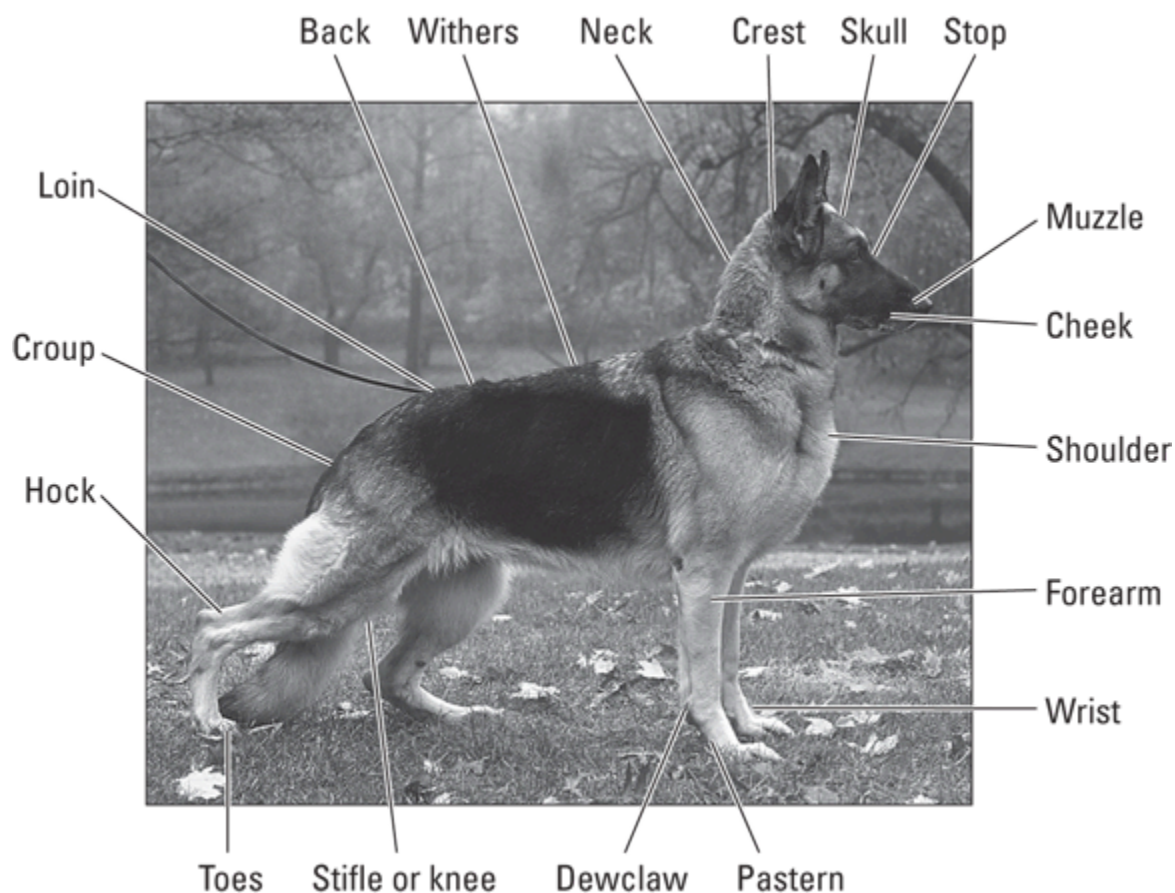 Back
Withers
Neck
Crest
Skull
Stop
Loin
Muzzle
Cheek
Croup
Shoulder
Hock
Forearm
Wrist
Toes
Stifle or knee
Dewclaw
Pastern